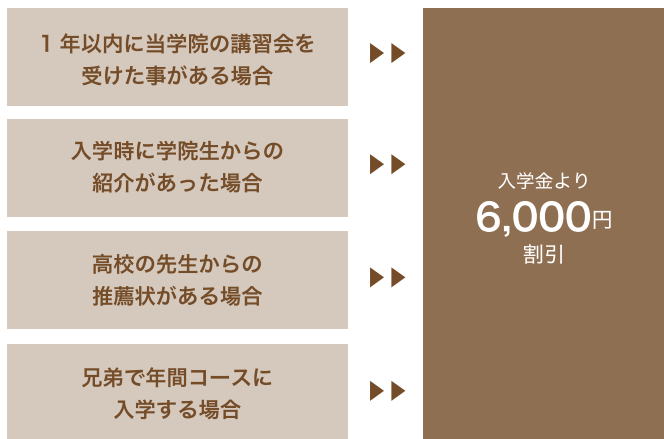 1 年以内に当学院の講習会を
受けた事がある場合
入学時に学院生からの
紹介があった場合
高校の先生からの
推薦状がある場合
兄弟で年間コースに
入学する場合
入学金より
6,000円
割引